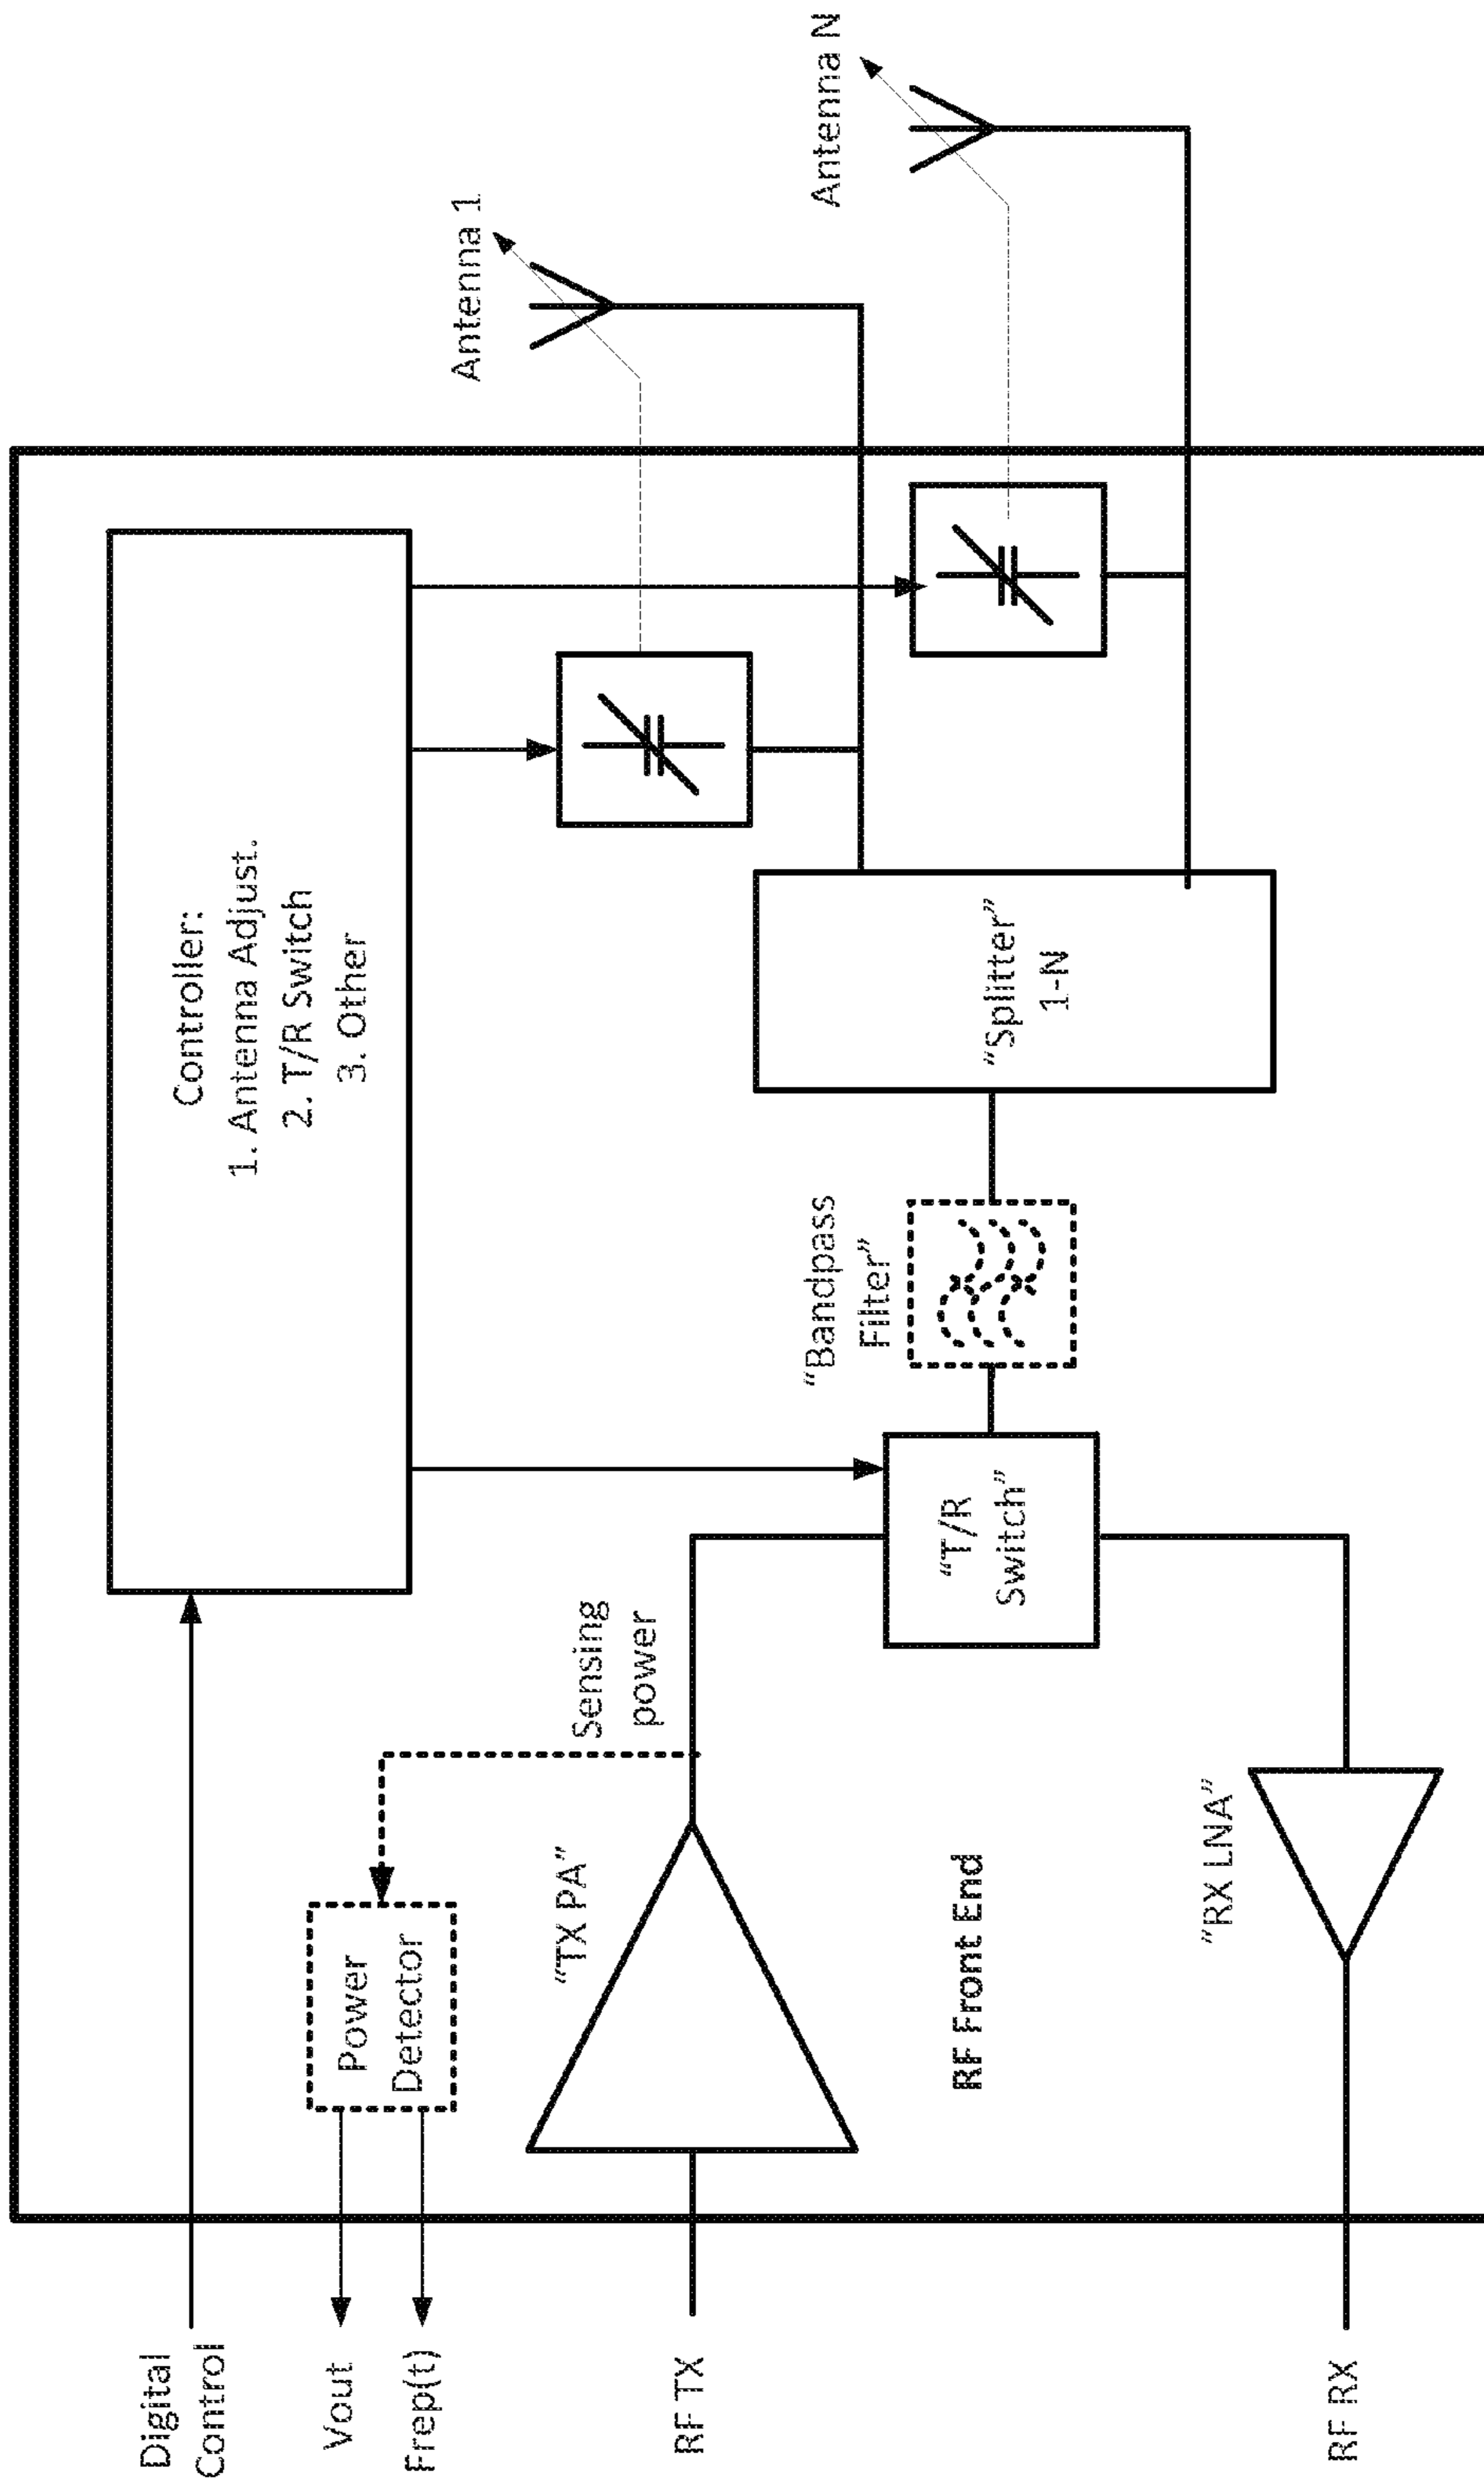 Digital
Control
Vout
Frep(t)
RF TX
RF RX
Controller:
1. Antenna Adjust.
2. T/R Switch
3. Other
Power
Detector
Sensing
power
“TX PA”
RF Front End
“RX LNA”
“T/R
Switch”
“Bandpass
Filter”
“Splitter”
1-N
Antenna 1
Antenna N